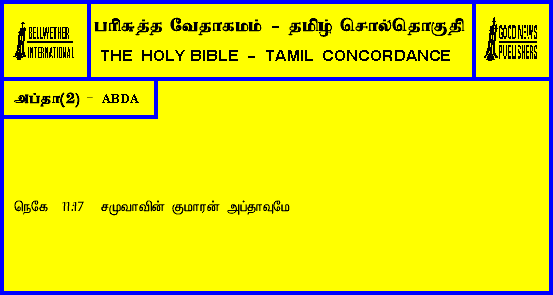 BELLWETHER
INTERNATIONAL
பரிசுத்த வேதாகமம் - தமிழ் சொல்தொகுதி
THE HOLY BIBLE - TAMIL CONCORDANCE
GOOD NEWS
PUBLISHERS
அப்தா(2) - ABDA
நெகே 11:17 சமுவாவின் குமாரன் அப்தாவுமே